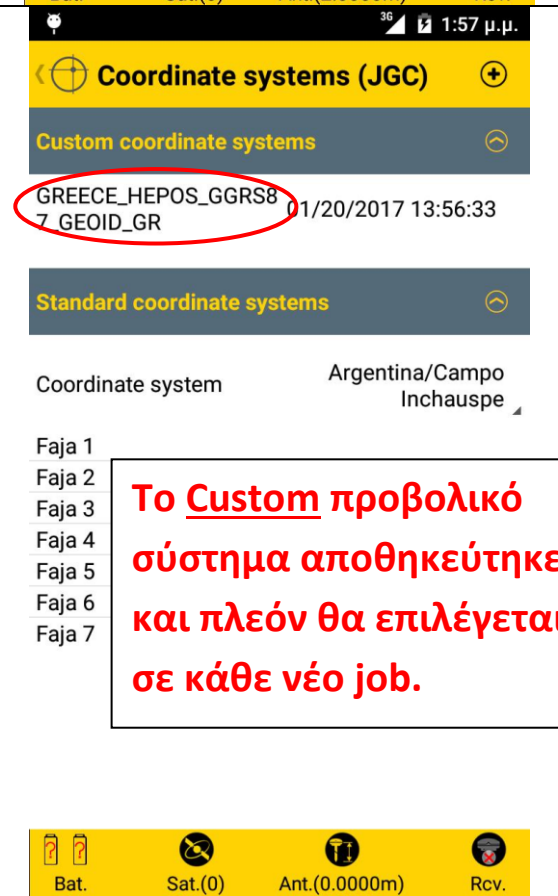 3G 1:57 μ.μ.
Coordinate systems (JGC)
Custom coordinate systems
GREECE_HEPOS_GGRS8
7_GEOID_GR
01/20/2017 13:56:33
Standard coordinate systems
Coordinate system
Argentina/Campo
Inchauspe
Faja 1
Faja 2
Faja 3
Faja 4
Faja 5
Faja 6
Faja 7
Το Custom προβολικό
σύστημα αποθηκεύτηκε
και πλέον θα επιλέγεται
σε κάθε νέο job.
? ?
Bat.
Sat.(0)
Ant.(0.0000m)
Rcv.